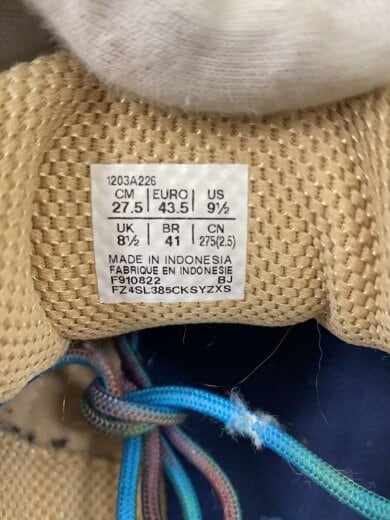 1203A226
CM EURO US
27.5 43.5 9½
UK BR CN
8½ 41 275(2.5)
MADE IN INDONESIA
FABRIQUE EN INDONESIE
F910822 BJ
FZ4SL385CKSYZXS